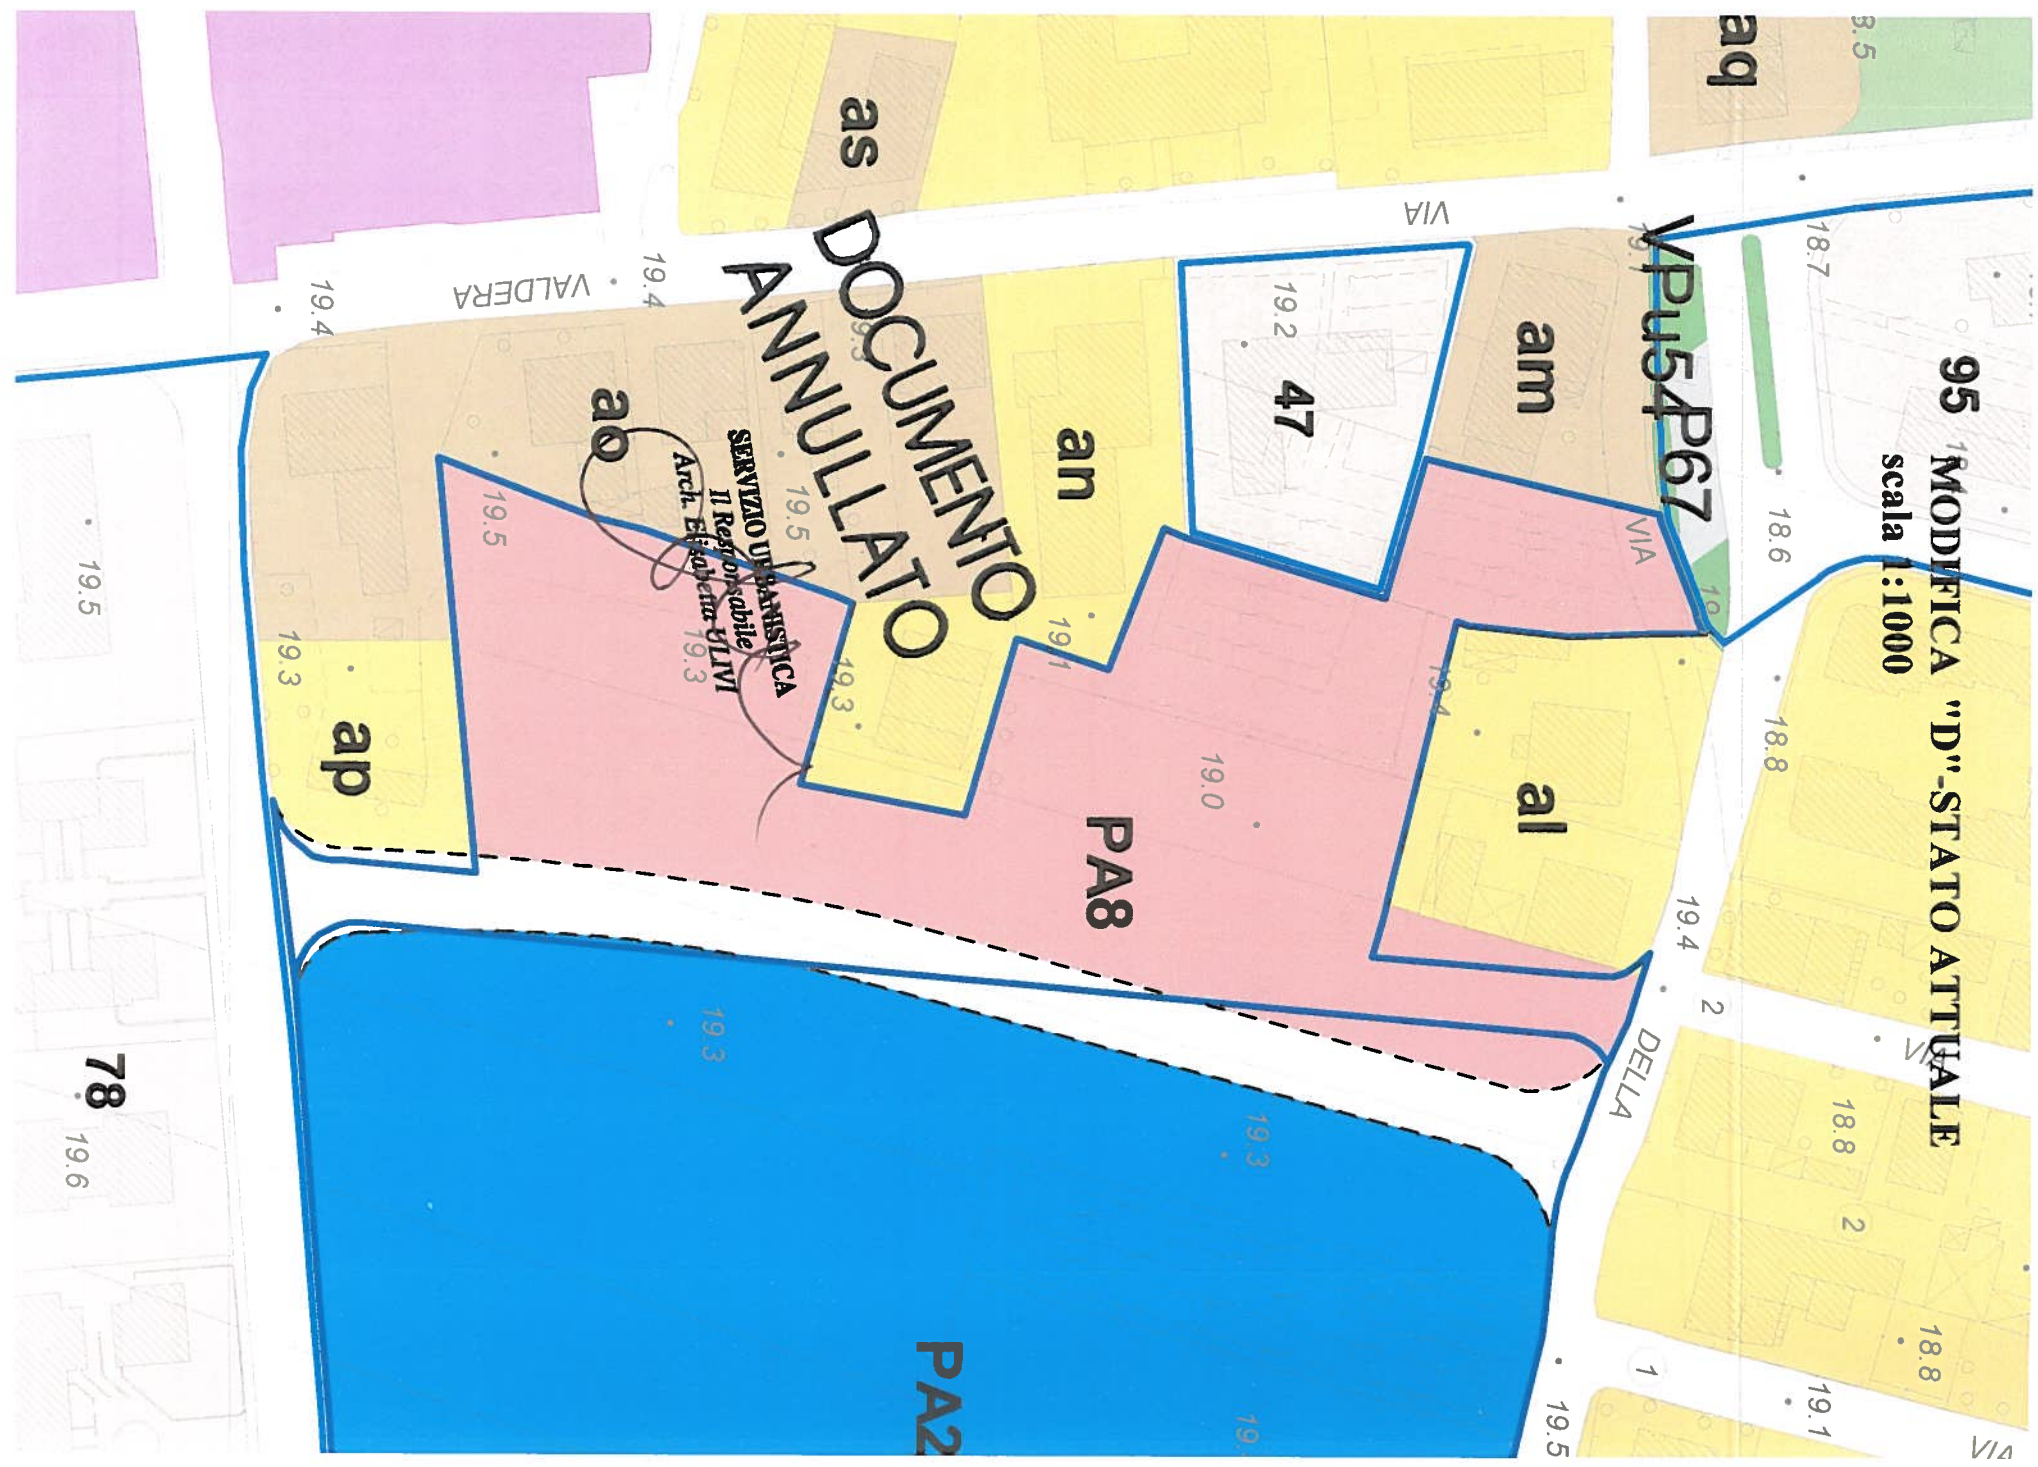 95 MODIFICA "D"-STATO ATTUALE
scala 1:1000
aq
as
VIA
VALDERA
19.4
19.4
18.7
VPu54
P67
DOCUMENTO
ANNULLATO
SERVIZIO URBANISTICA
Il Responsabile
Arch. Elisabetta ULIVI
am
47
19.2
an
ao
19.5
19.5
19.5
VIA
18.6
19.1
19.3
19.3
19.3
ap
19.4
al
18.8
19.0
PA8
19.4
2
DELLA
VIA
18.8
2
19.3
19.3
78
19.6
PA2
18.8
1
19.1
19.5
VIA